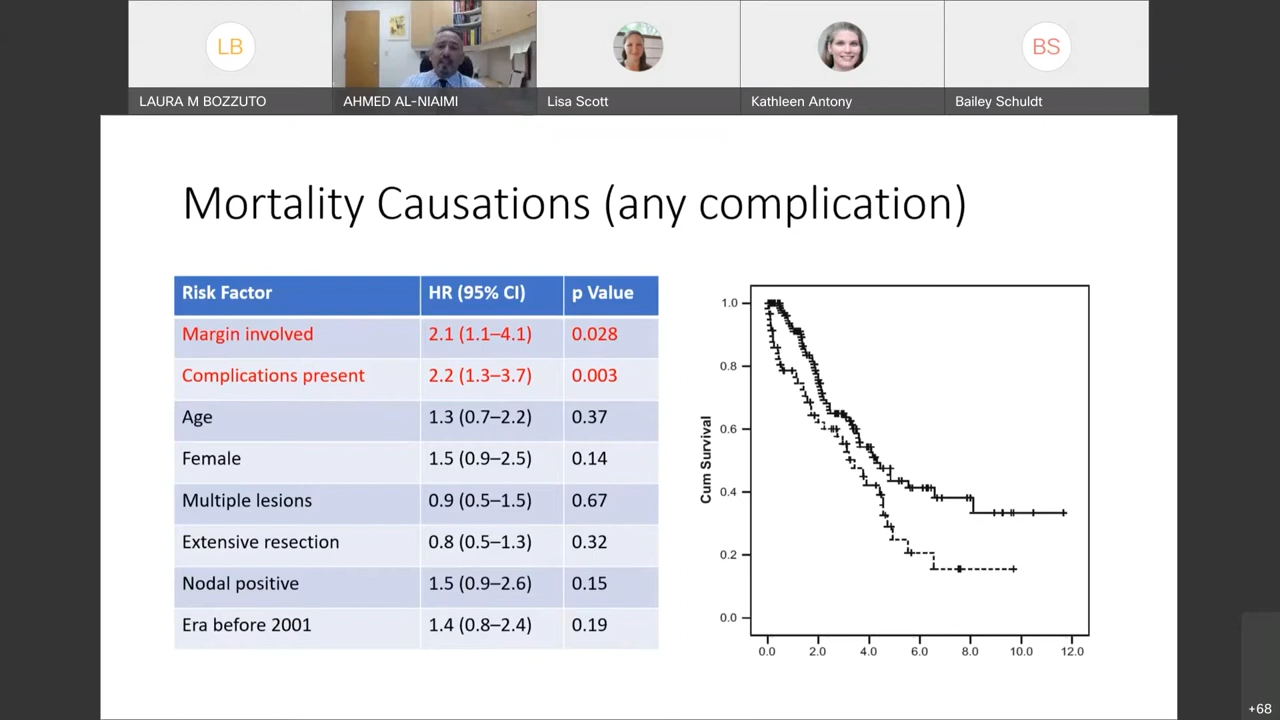 LB
BS
LAURA M BOZZUTO
AHMED AL-NIAIMI
Lisa Scott
Kathleen Antony
Bailey Schuldt
Mortality Causations (any complication)
Risk Factor HR (95% CI) p Value
Margin involved 2.1 (1.1–4.1) 0.028
Complications present 2.2 (1.3–3.7) 0.003
Age 1.3 (0.7–2.2) 0.37
Female 1.5 (0.9–2.5) 0.14
Multiple lesions 0.9 (0.5–1.5) 0.67
Extensive resection 0.8 (0.5–1.3) 0.32
Nodal positive 1.5 (0.9–2.6) 0.15
Era before 2001 1.4 (0.8–2.4) 0.19
Cum Survival
1.0
0.8
0.6
0.4
0.2
0.0
0.0 2.0 4.0 6.0 8.0 10.0 12.0
+68